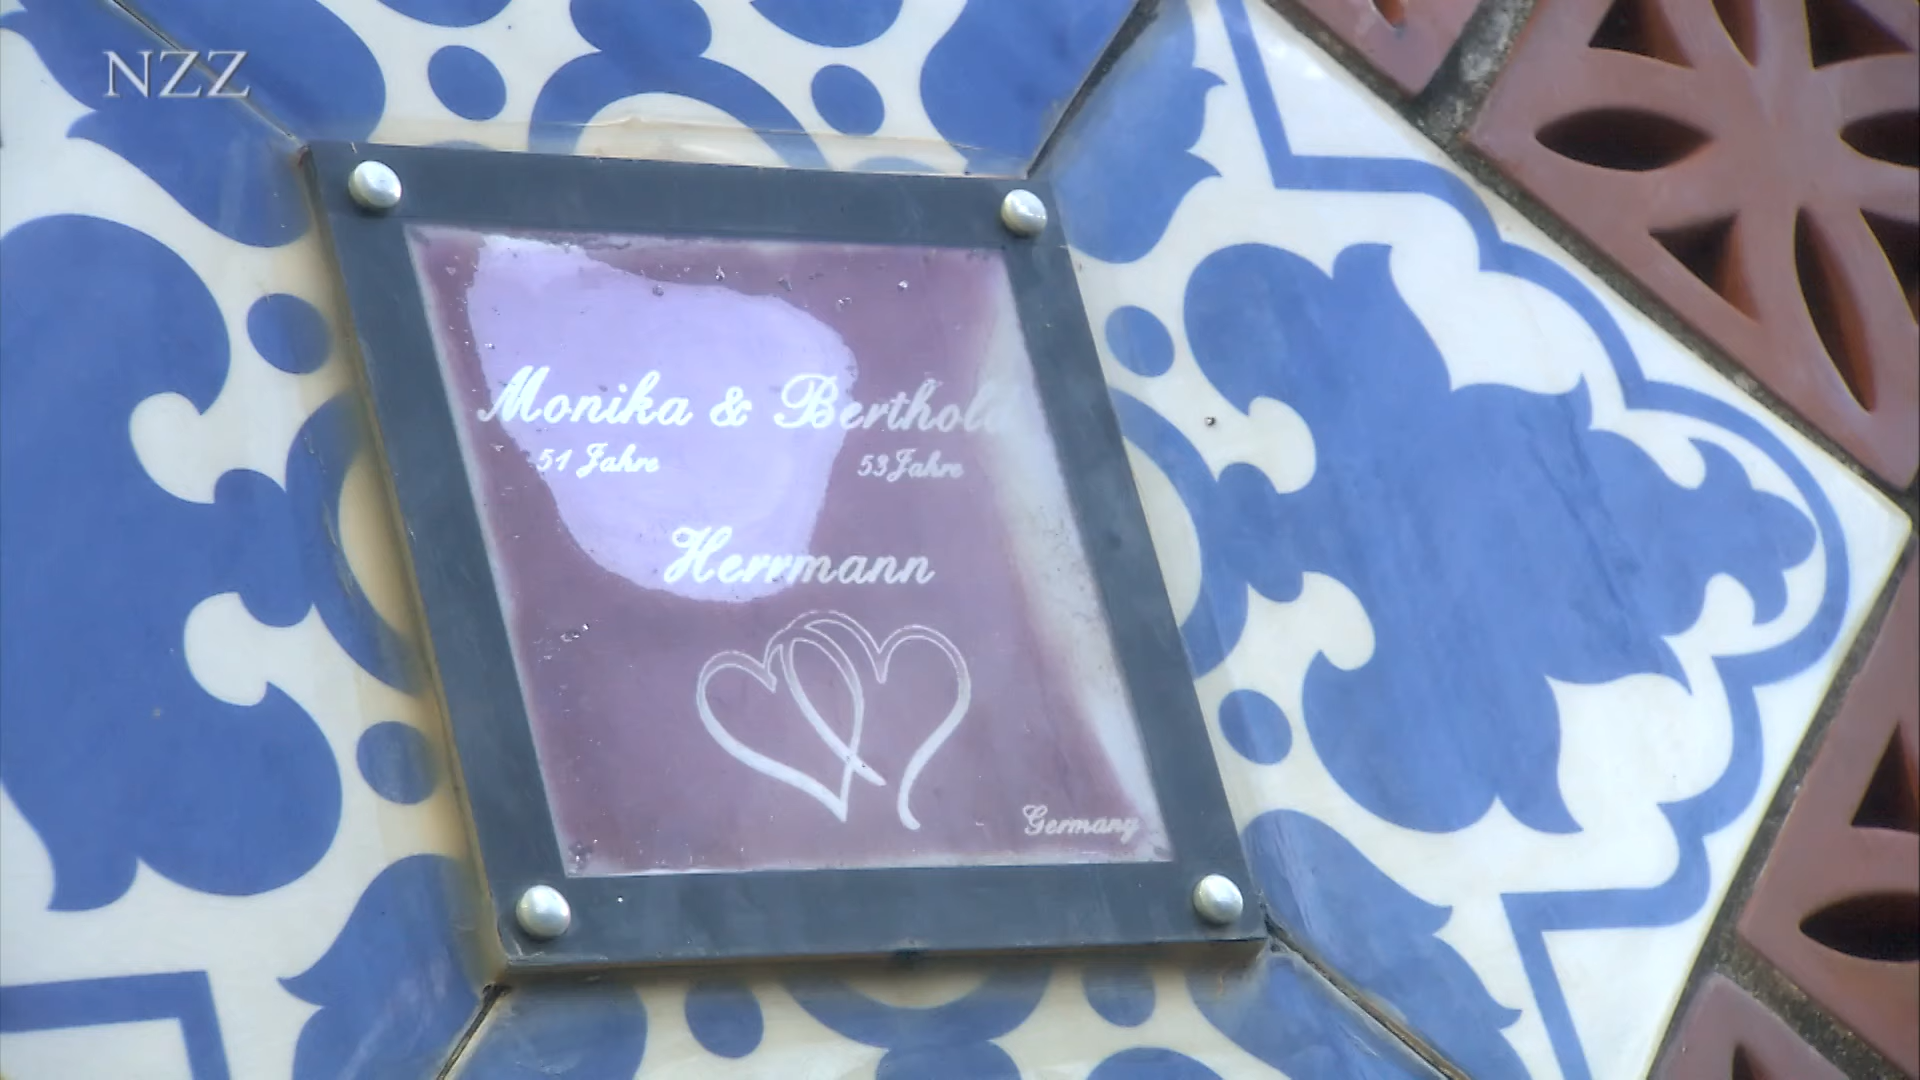 NZZ
Monika & Berthold
51 Jahre 53 Jahre
Herrmann
Germany